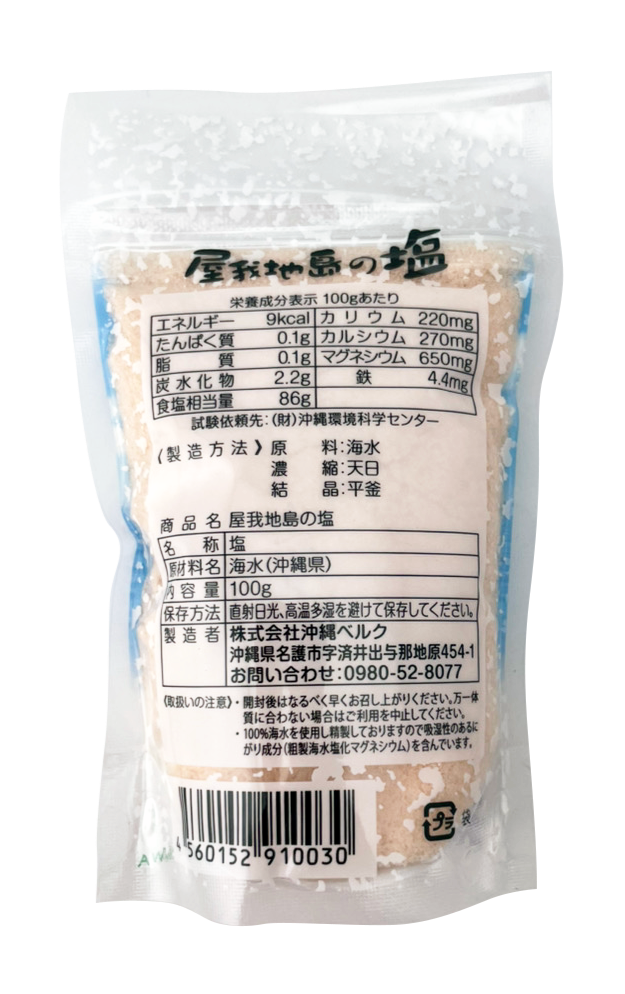 屋我地島の塩
栄養成分表示 100gあたり
エネルギー 9kcal カリウム 220mg
たんぱく質 0.1g カルシウム 270mg
脂質 0.1g マグネシウム 650mg
炭水化物 2.2g 鉄 4.4mg
食塩相当量 86g
試験依頼先:(財)沖縄環境科学センター
《製造方法》原料:海水
濃縮:天日
結晶:平釜
商品名 屋我地島の塩
名称 塩
原材料名 海水(沖縄県)
内容量 100g
保存方法 直射日光、高温多湿を避けて保存してください。
製造者 株式会社沖縄ベルク
沖縄県名護市字済井出与那地原454-1
お問い合わせ:0980-52-8077
《取扱いの注意》・開封後はなるべく早くお召し上がりください。万一体
質に合わない場合はご利用を中止してください。
・100%海水を使用し精製しておりますので吸湿性のあるに
がり成分(粗製海水塩化マグネシウム)を含んでいます。
プラ 袋
4 560152 910030